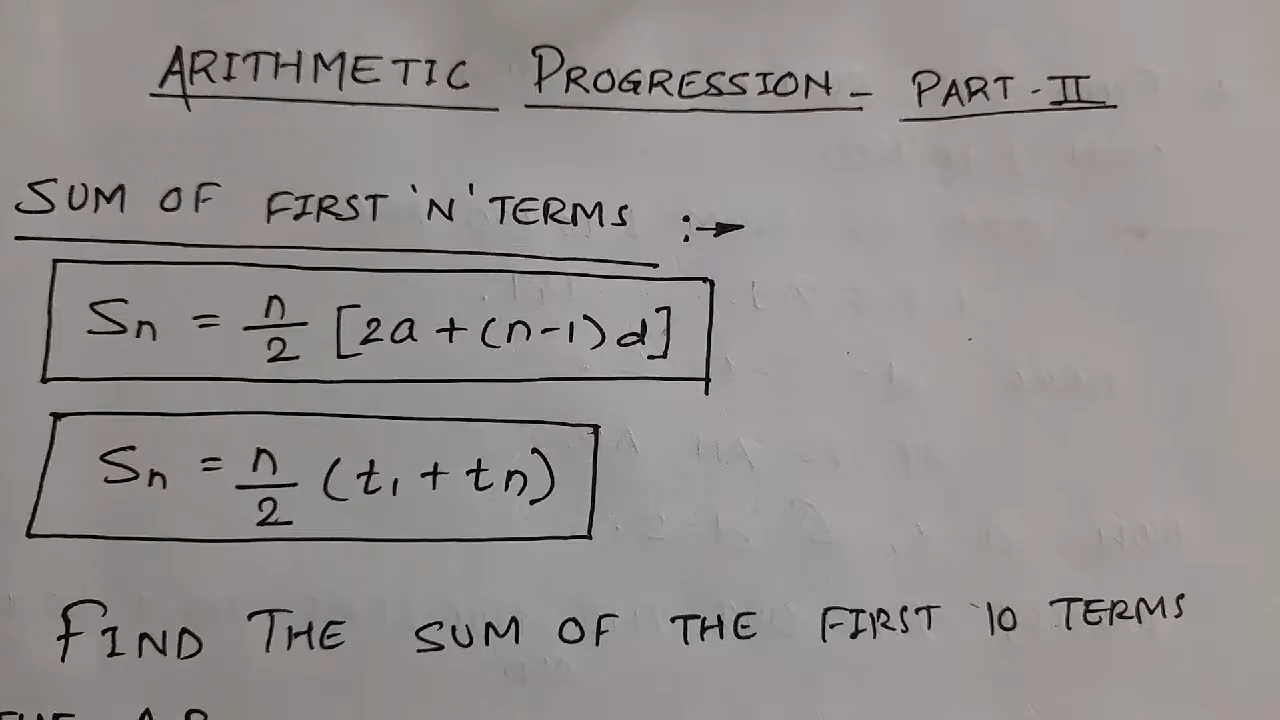 ARITHMETIC PROGRESSION - PART - II
SUM OF FIRST 'N' TERMS :→
Sn = n/2 [2a + (n-1) d]
Sn = n/2 (t₁ + tn)
FIND THE SUM OF THE FIRST 10 TERMS